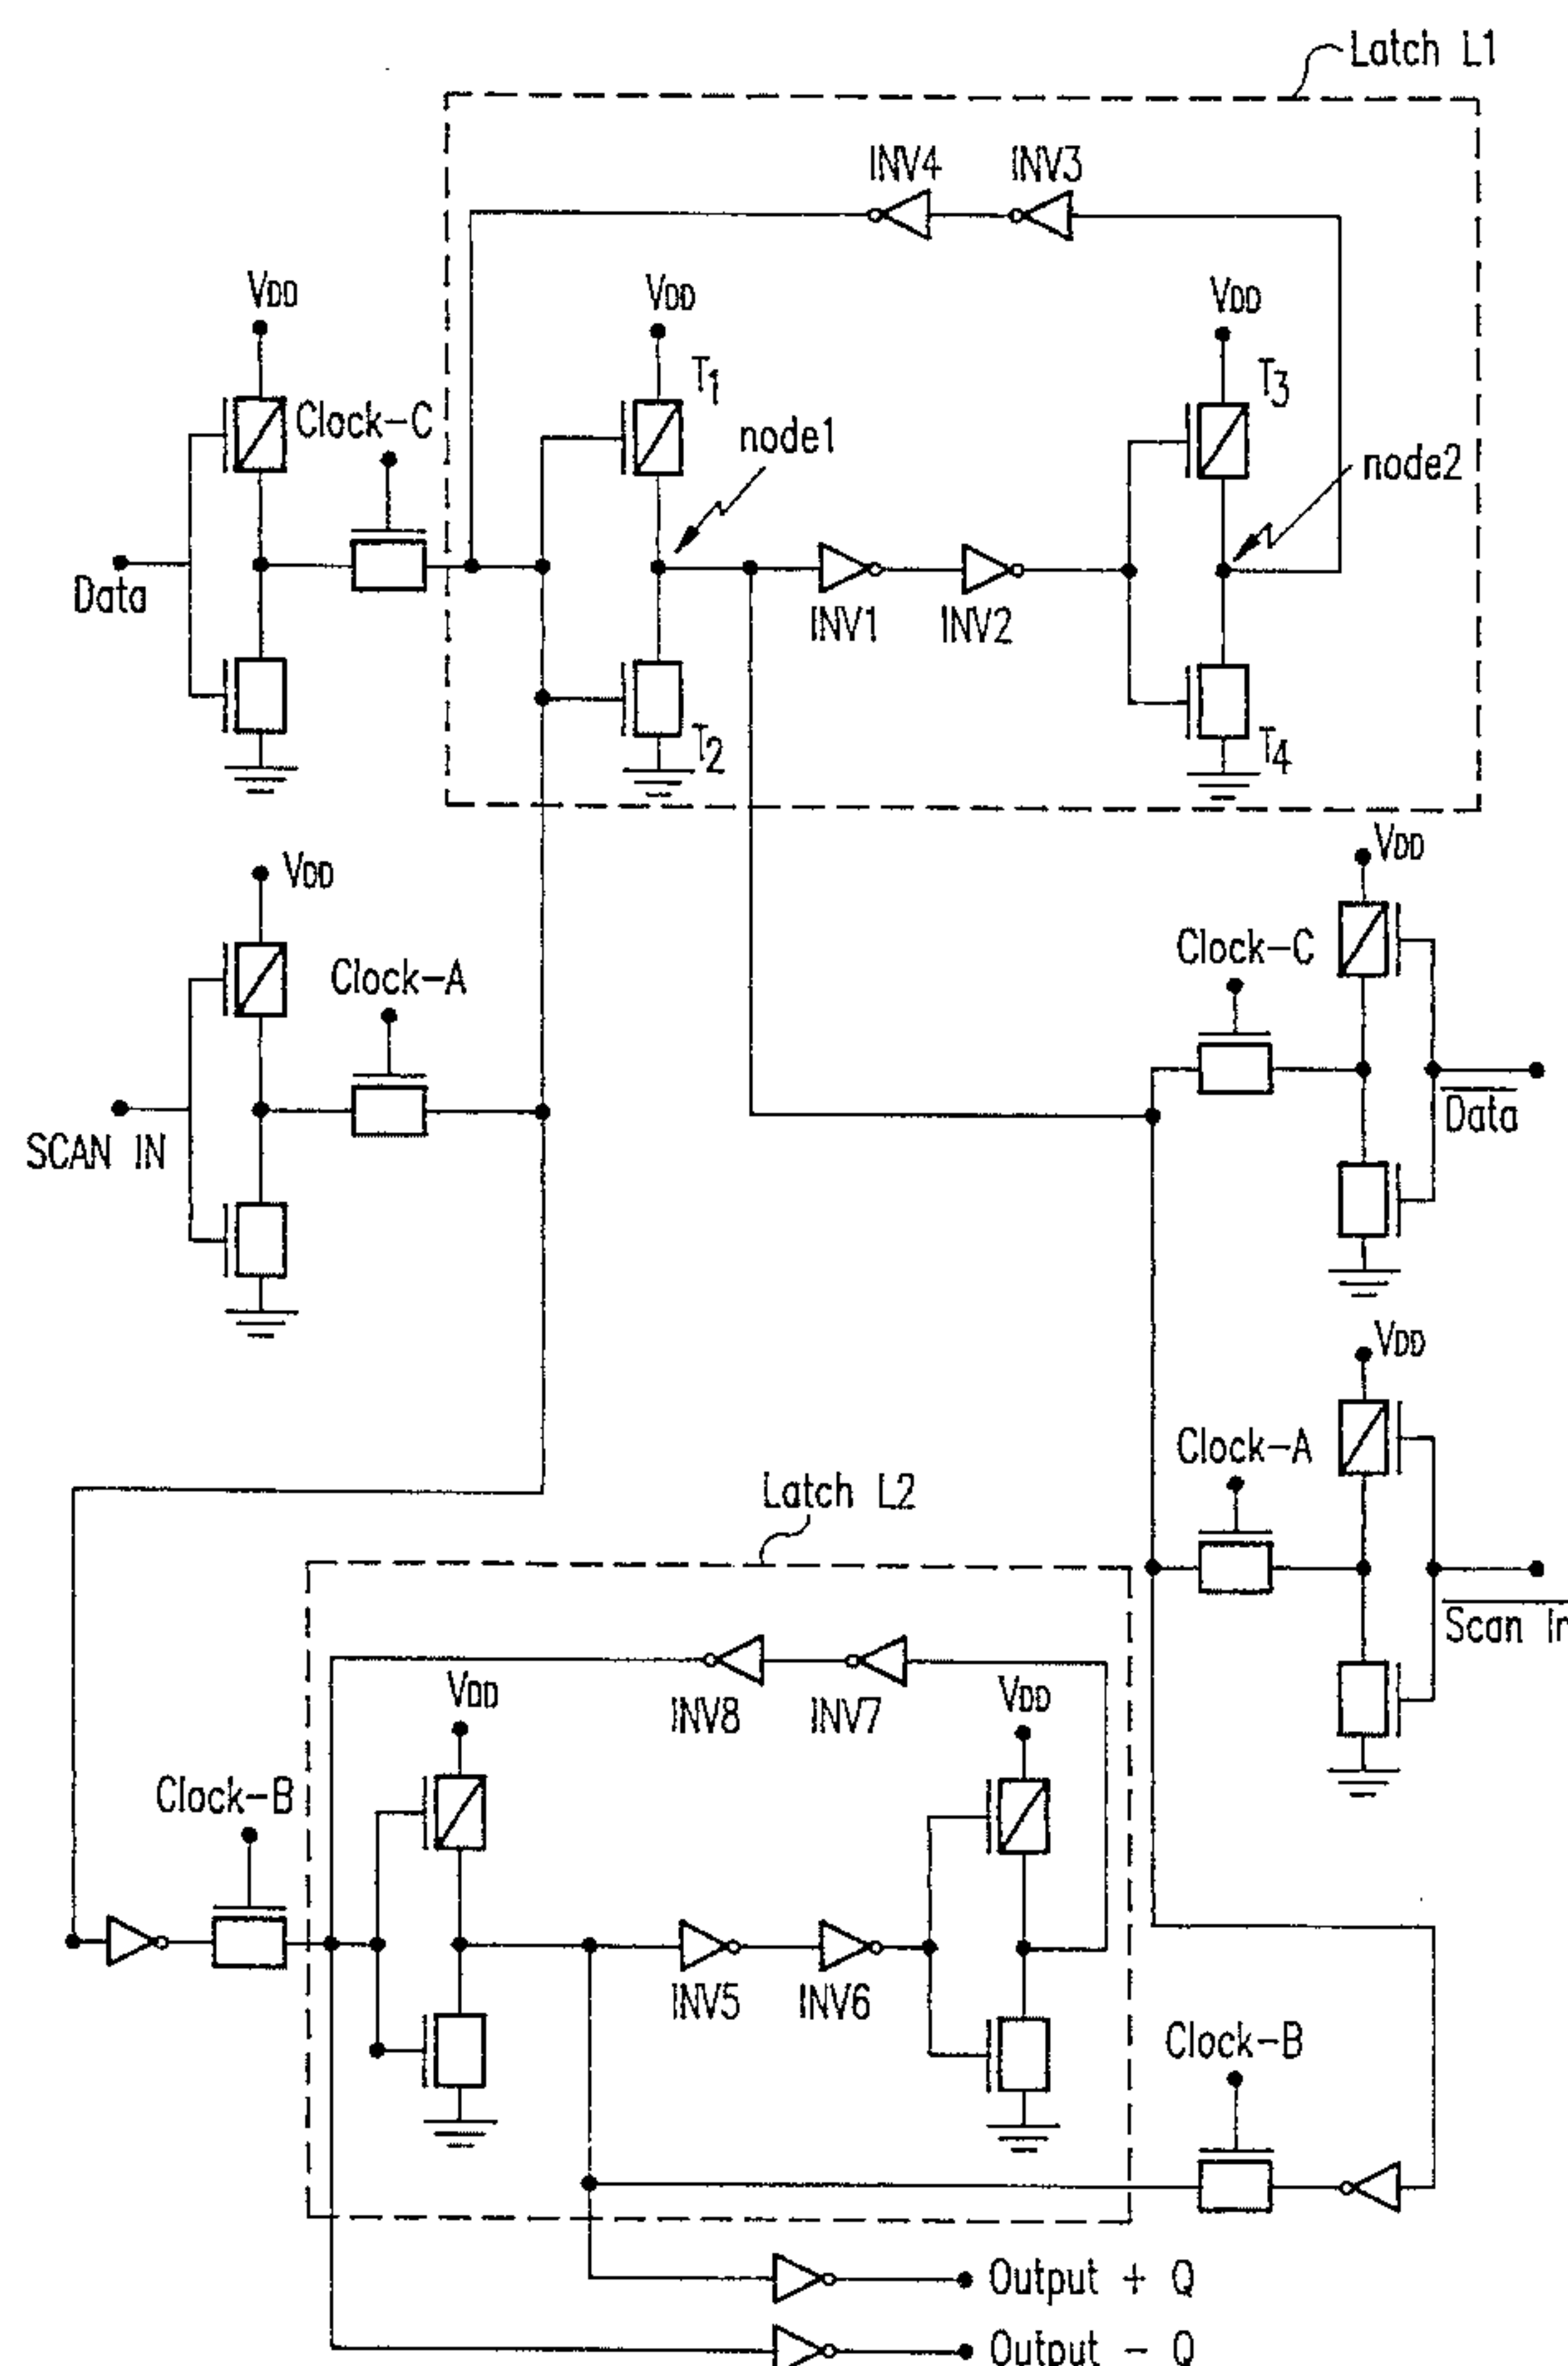 Latch L1
INV4
INV3
VDD
VDD
VDD
T1
T3
Clock-C
node1
node2
Data
INV1
INV2
T2
T4
VDD
VDD
Clock-C
Clock-A
Data
SCAN IN
VDD
Clock-A
Latch L2
Scan In
VDD
INV8
INV7
VDD
Clock-B
INV5
INV6
Clock-B
Output + Q
Output - Q